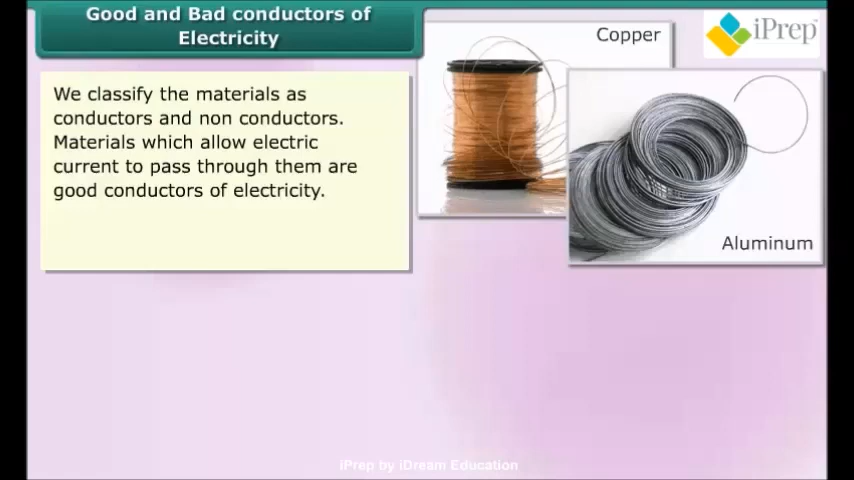 Good and Bad conductors of
Electricity
Copper
iPrep
We classify the materials as
conductors and non conductors.
Materials which allow electric
current to pass through them are
good conductors of electricity.
Aluminum
iPrep by iDream Education